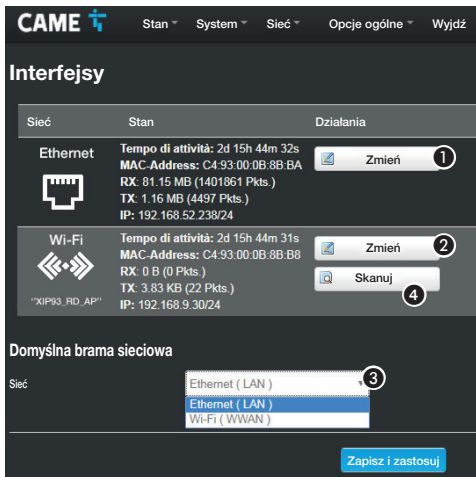 CAME Stan System Sieć Opcje ogólne Wyjdź
Interfejsy
Sieć Stan Działania
Ethernet
Tempo di attività: 2d 15h 44m 32s
MAC-Address: C4:93:00:0B:8B:BA
RX: 81.15 MB (1401861 Pkts.)
TX: 1.16 MB (4497 Pkts.)
IP: 192.168.52.238/24
Zmień 1
Wi-Fi
"XIP93_RD_AP"
Tempo di attività: 2d 15h 44m 31s
MAC-Address: C4:93:00:0B:8B:B8
RX: 0 B (0 Pkts.)
TX: 3.83 KB (22 Pkts.)
IP: 192.168.9.30/24
Zmień 2
Skanuj
4
Domyślna brama sieciowa
Sieć Ethernet ( LAN ) 3
Ethernet ( LAN )
Wi-Fi ( WWAN )
Zapisz i zastosuj